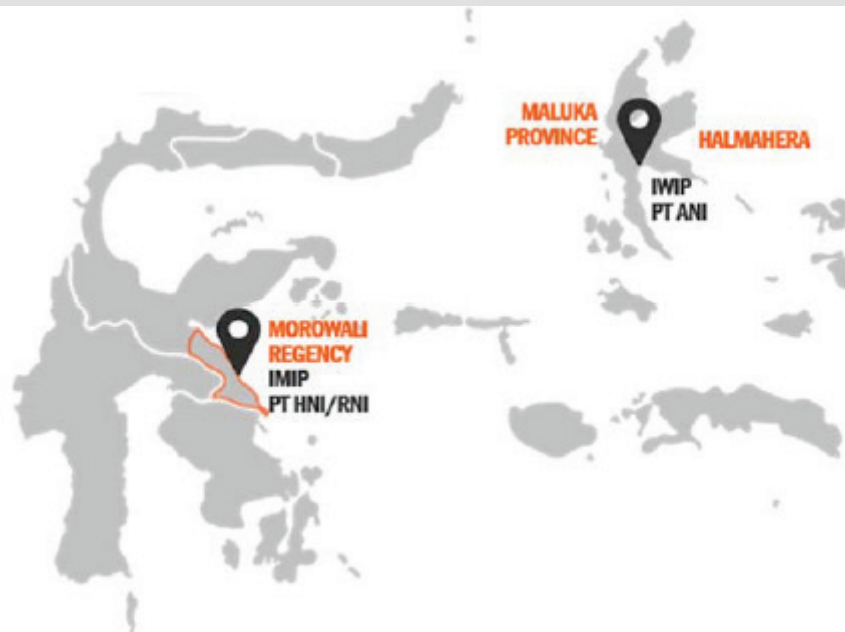 MALUKA
PROVINCE
HALMAHERA
IWIP
PT ANI
MOROWALI
REGENCY
IMIP
PT HNI/RNI